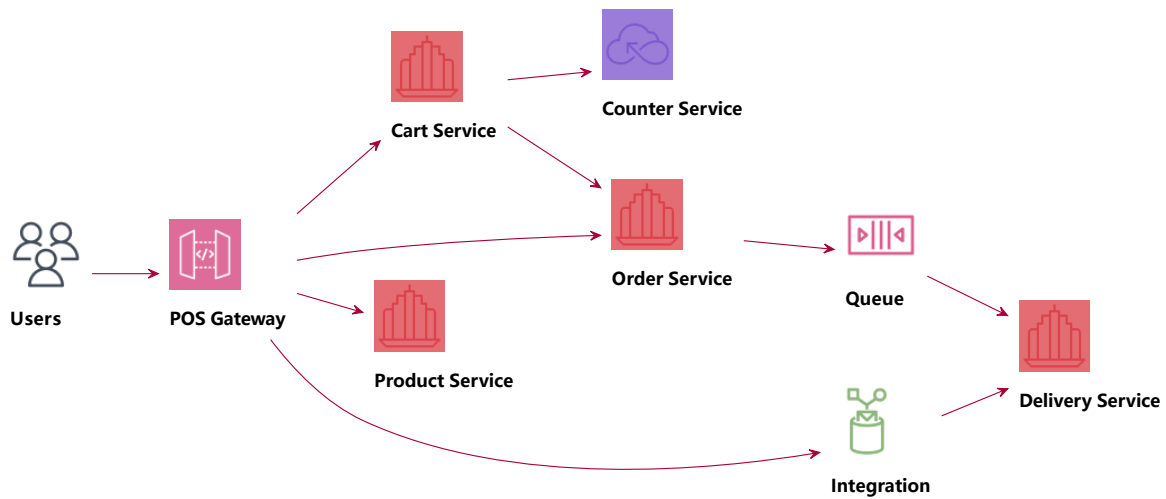 Counter Service
Cart Service
Order Service
Queue
Users
POS Gateway
Product Service
Delivery Service
Integration